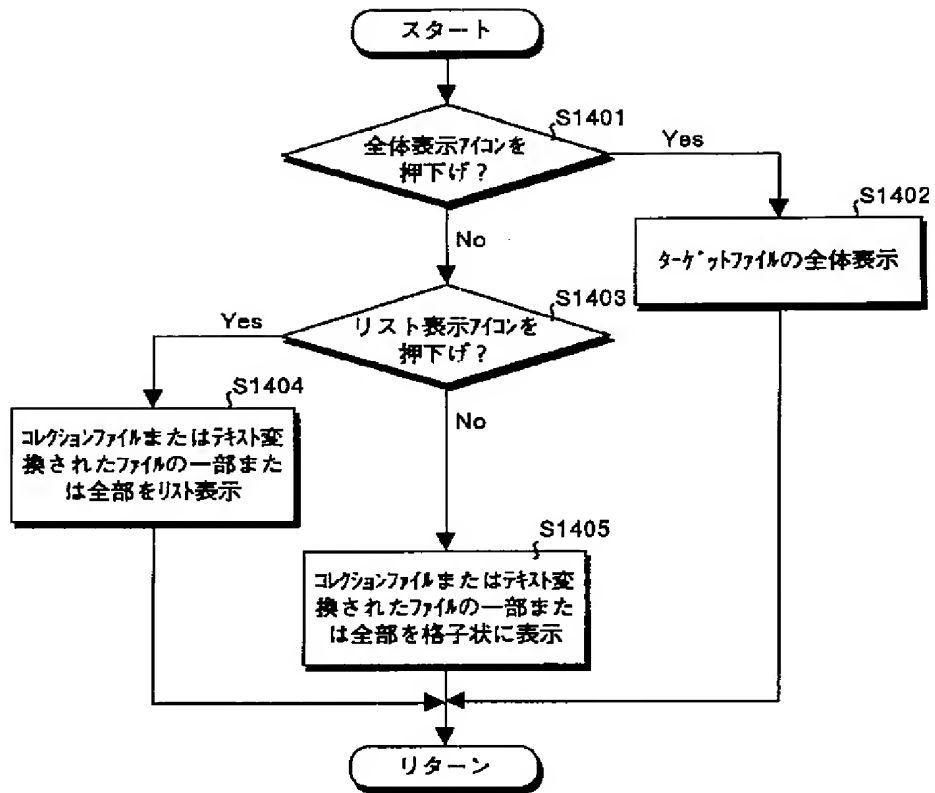 スタート
S1401
全体表示アイコンを
押下げ?
Yes
S1402
ターゲットファイルの全体表示
No
S1403
リスト表示アイコンを
押下げ?
Yes
S1404
コレクションファイルまたはテキスト変
換されたファイルの一部また
は全部をリスト表示
No
S1405
コレクションファイルまたはテキスト変
換されたファイルの一部また
は全部を格子状に表示
リターン